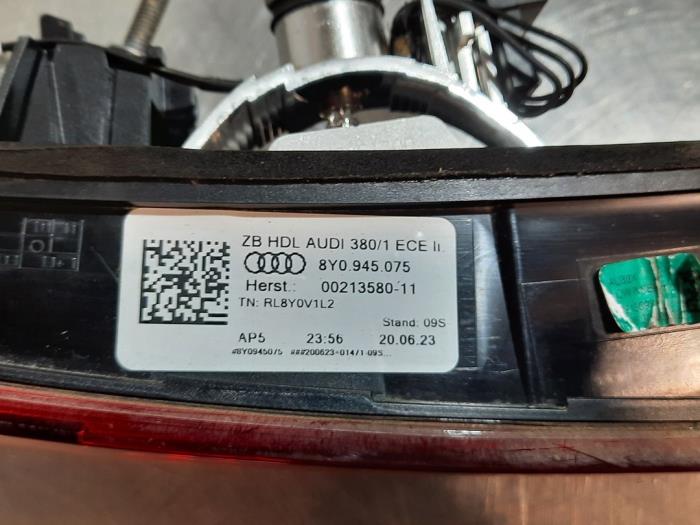 ZB HDL AUDI 380/1 ECE li.
8Y0.945.075
Herst.: 00213580-11
TN: RL8Y0V1L2
Stand: 09S
AP5 23:56 20.06.23
#8Y0945075 ###200623-01471-09S...